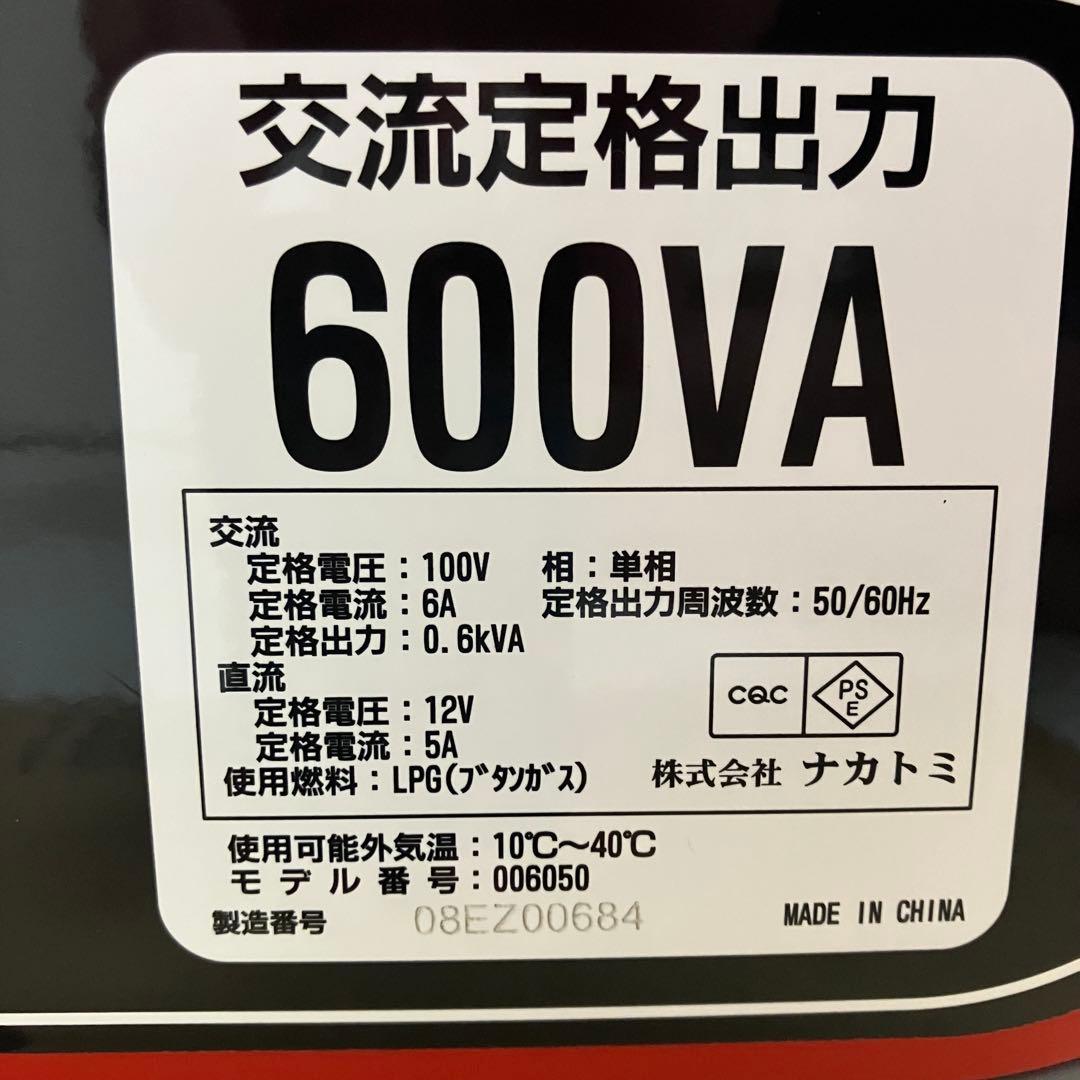 交流定格出力
600VA
交流
定格電圧：100V 相：単相
定格電流：6A 定格出力周波数：50/60Hz
定格出力：0.6kVA
直流
定格電圧：12V
定格電流：5A
CQC PSE
使用燃料：LPG(ﾌﾞﾀﾝｶﾞｽ) 株式会社 ナカトミ
使用可能外気温：10℃〜40℃
モデル番号：006050
製造番号 08EZ00684 MADE IN CHINA